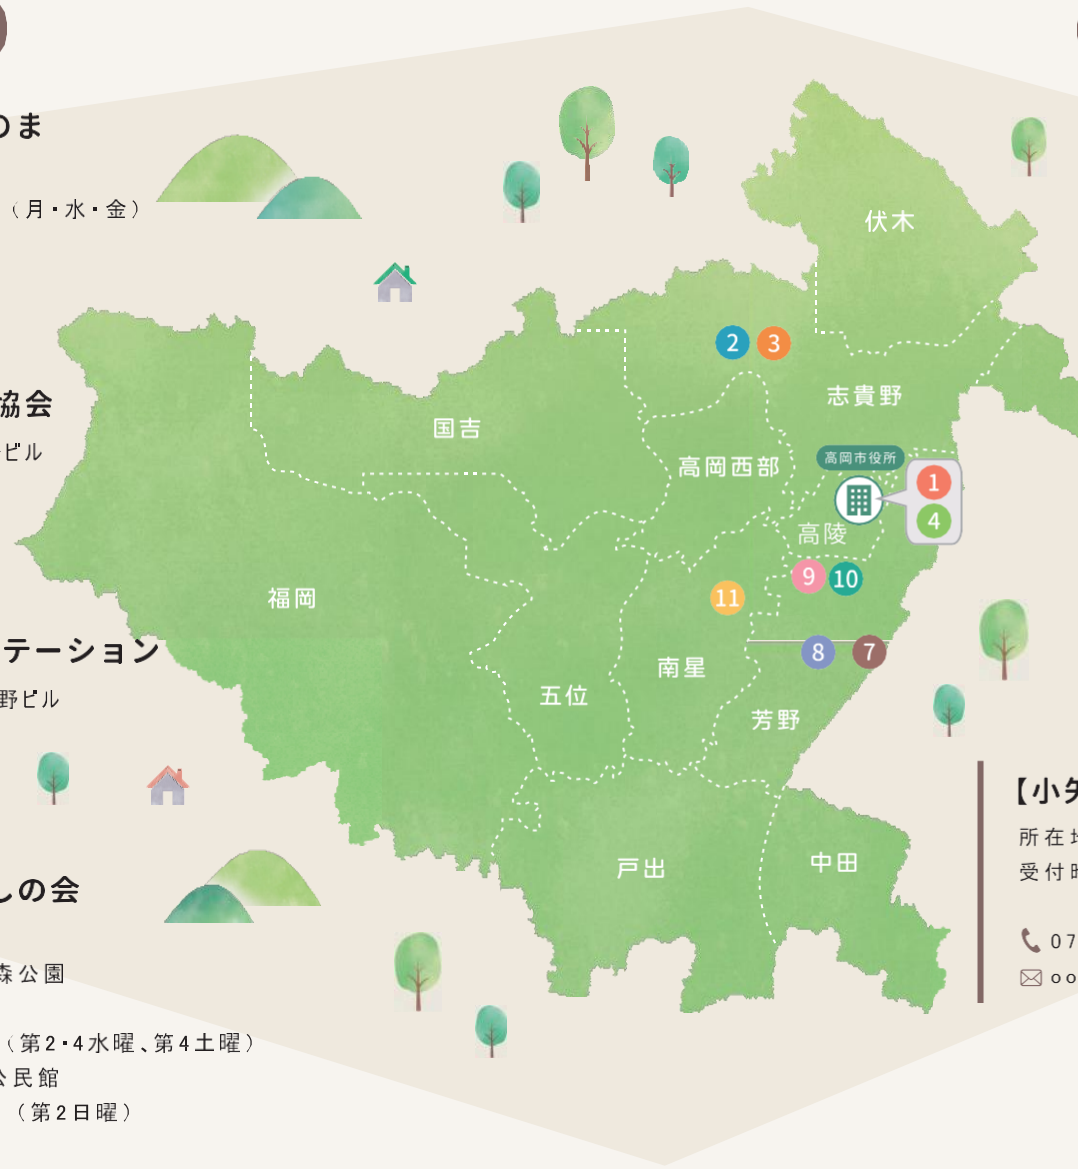 のま
（月・水・金）
伏木
2
3
志貴野
協会
ビル
国吉
高岡西部
高岡市役所
1
4
高陵
9
10
11
福岡
テーション
8
7
野ビル
南星
五位
芳野
【小矢
所在地
受付時
戸出
中田
しの会
07
oo
森公園
（第2・4水曜、第4土曜）
公民館
（第2日曜）